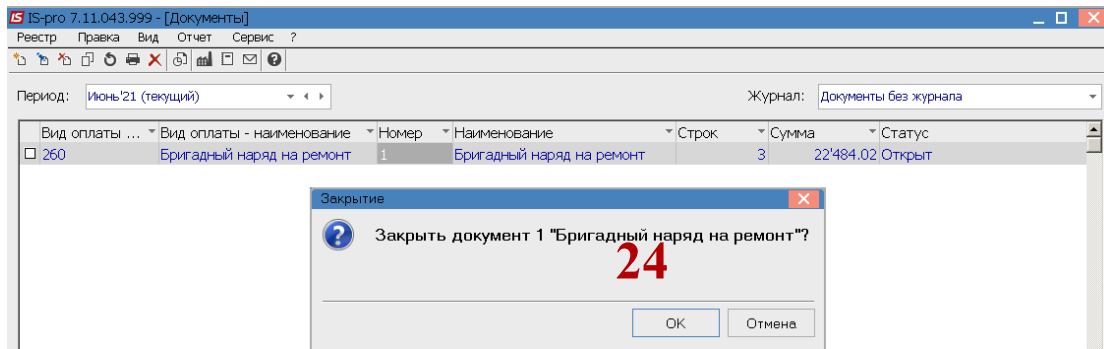 IS-pro 7.11.043.999 - [Документы]
Реестр Правка Вид Отчет Сервис ?
Период: Июнь'21 (текущий) Журнал: Документы без журнала
Вид оплаты ... Вид оплаты - наименование Номер Наименование Строк Сумма Статус
260 Бригадный наряд на ремонт 1 Бригадный наряд на ремонт 3 22'484.02 Открыт
Закрытие
Закрыть документ 1 "Бригадный наряд на ремонт"?
24
OK Отмена